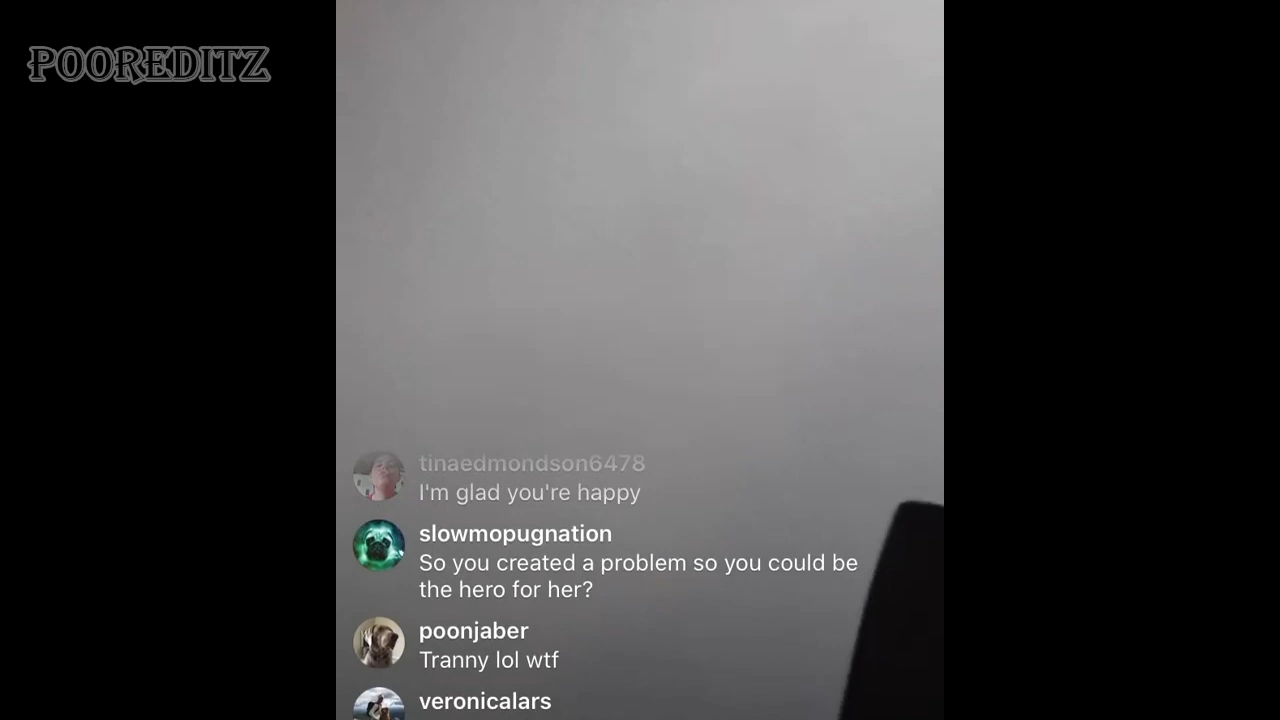 POOREDITZ
tinaedmondson6478
I'm glad you're happy
slowmopugnation
So you created a problem so you could be
the hero for her?
poonjaber
Tranny lol wtf
veronicalars